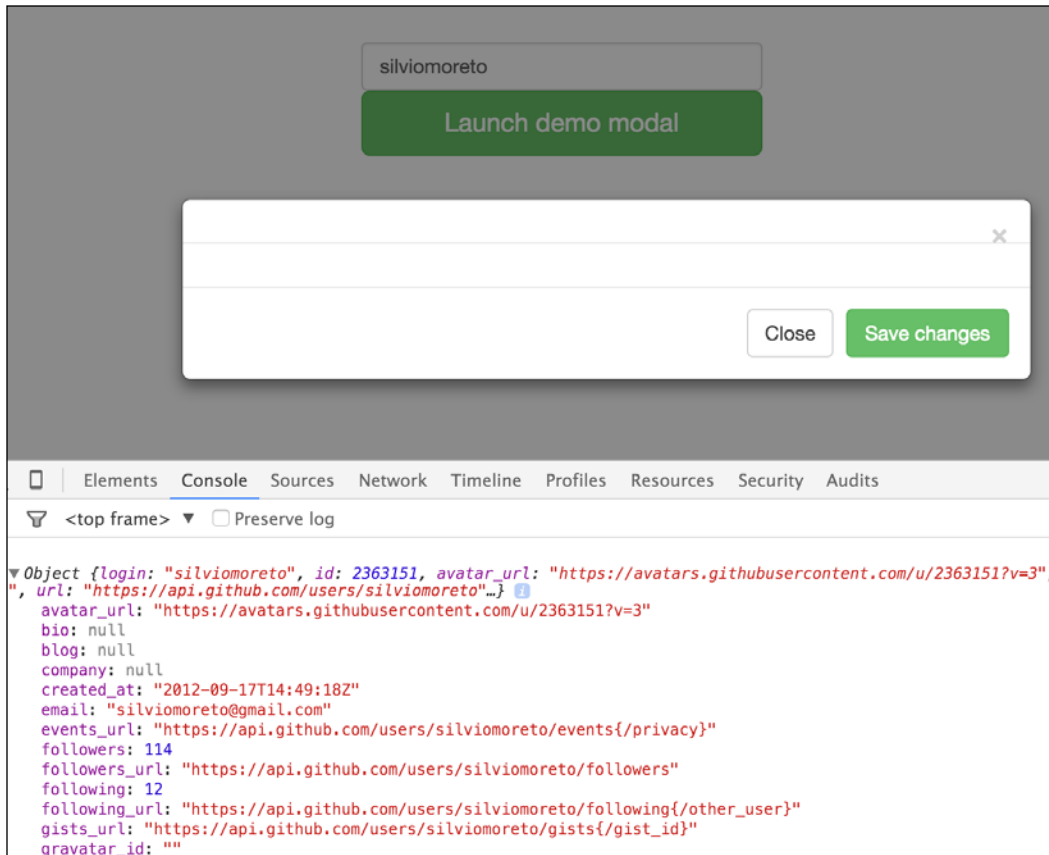 silviomoreto
Launch demo modal
×
Close Save changes
Elements Console Sources Network Timeline Profiles Resources Security Audits
<top frame> ▼ Preserve log
▼Object {login: "silviomoreto", id: 2363151, avatar_url: "https://avatars.githubusercontent.com/u/2363151?v=3"
", url: "https://api.github.com/users/silviomoreto"…}
avatar_url: "https://avatars.githubusercontent.com/u/2363151?v=3"
bio: null
blog: null
company: null
created_at: "2012-09-17T14:49:18Z"
email: "silviomoreto@gmail.com"
events_url: "https://api.github.com/users/silviomoreto/events{/privacy}"
followers: 114
followers_url: "https://api.github.com/users/silviomoreto/followers"
following: 12
following_url: "https://api.github.com/users/silviomoreto/following{/other_user}"
gists_url: "https://api.github.com/users/silviomoreto/gists{/gist_id}"
gravatar_id: ""